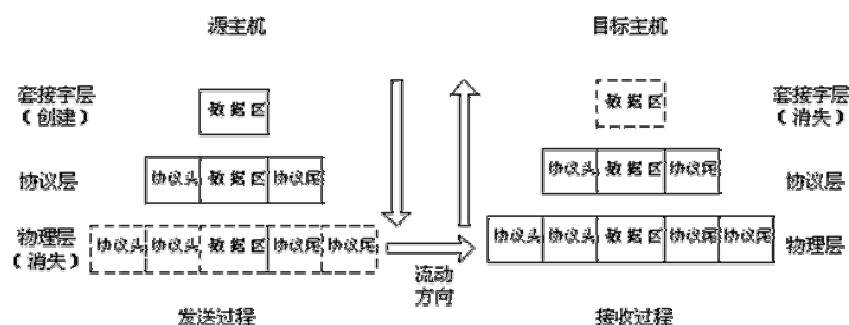 源主机 目标主机
套接字层 数据区 数据区 套接字层
（创建） （消失）
协议层 协议头 数据区 协议尾 协议头 数据区 协议尾 协议层
物理层 协议头 协议头 数据区 协议尾 协议尾 协议头 协议头 数据区 协议尾 协议尾 物理层
（消失） 流动
方向
发送过程 接收过程